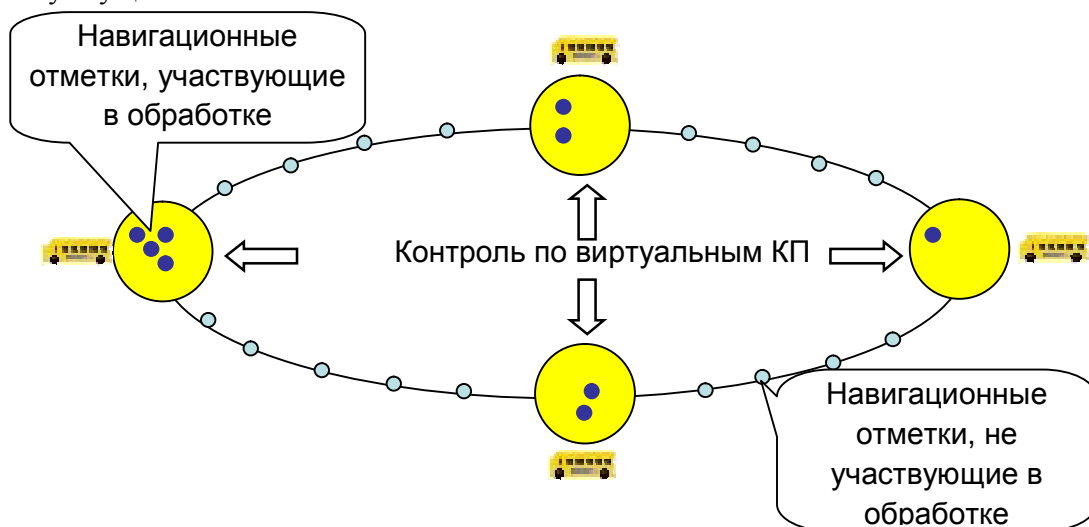 Навигационные
отметки, участвующие
в обработке
Контроль по виртуальным КП
Навигационные
отметки, не
участвующие в
обработке